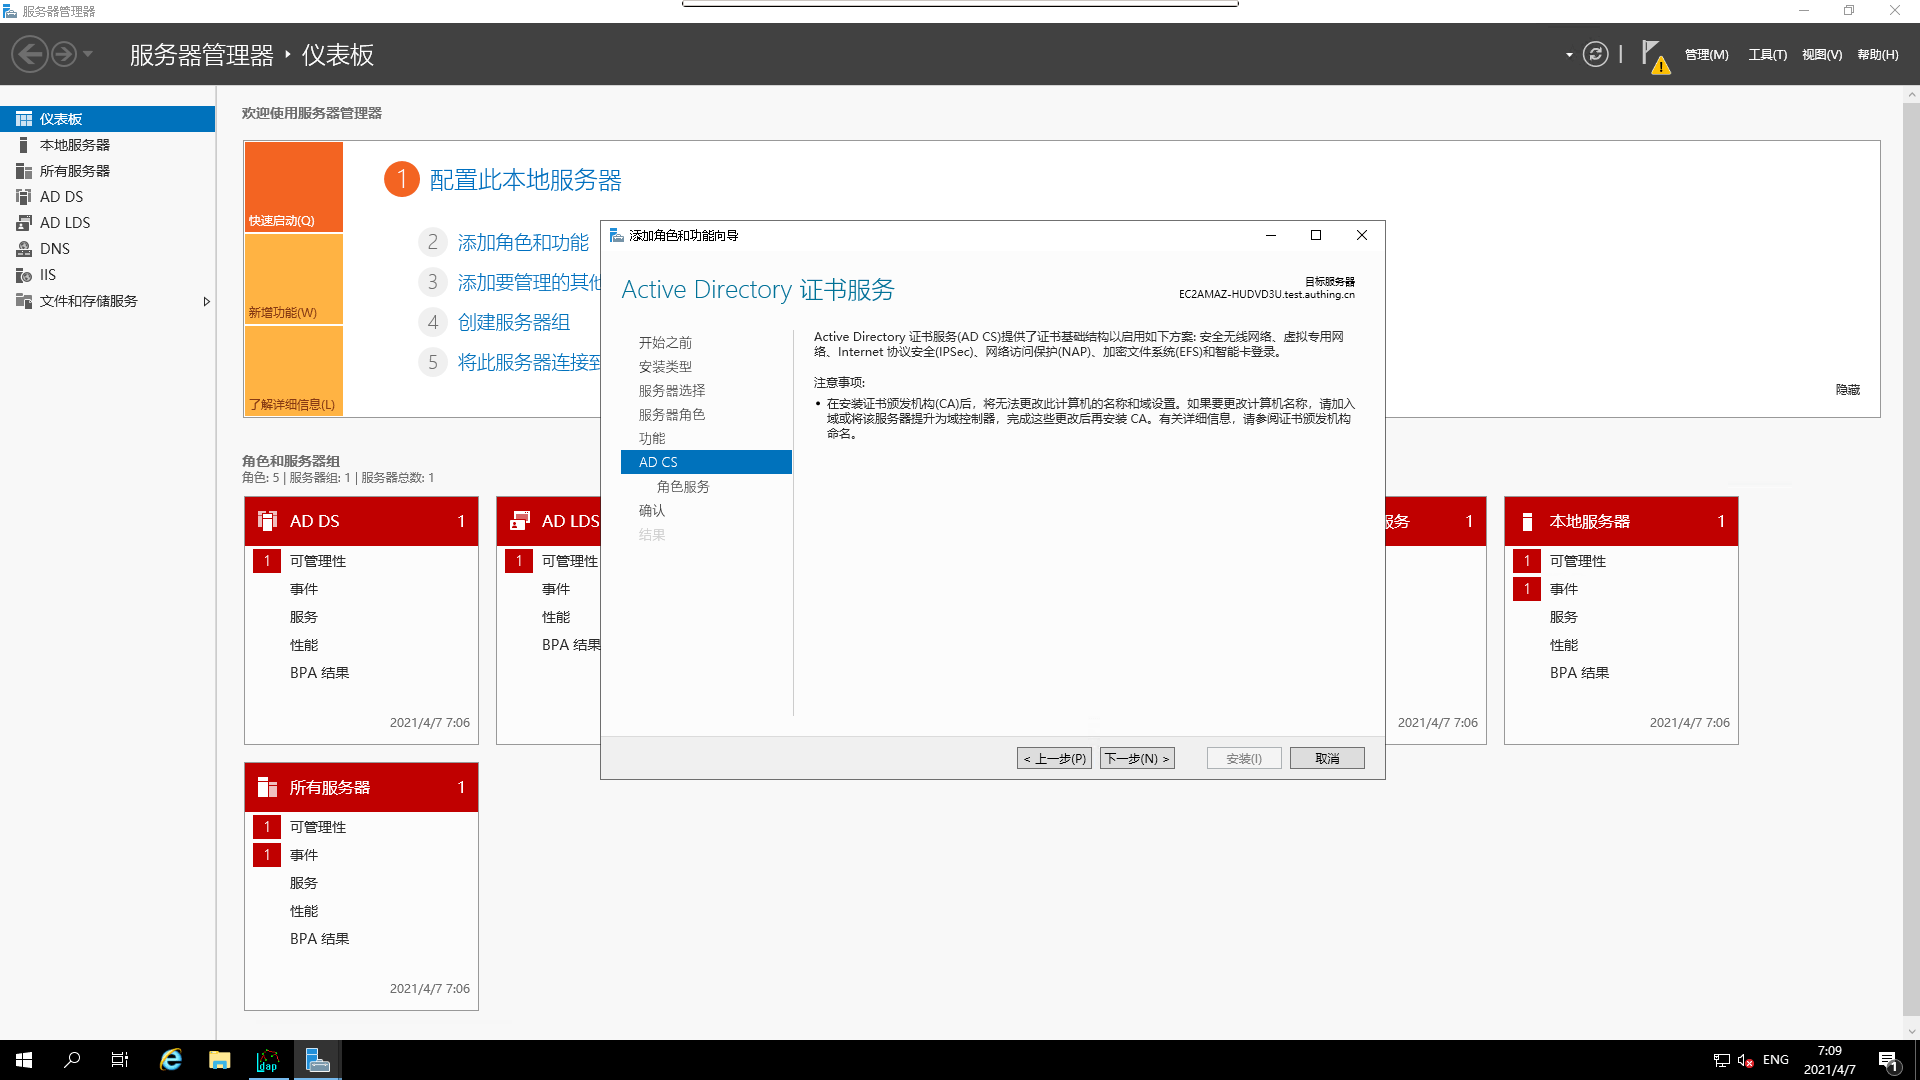 服务器管理器
服务器管理器 ‣ 仪表板
管理(M)
工具(T)
视图(V)
帮助(H)
仪表板
本地服务器
所有服务器
AD DS
AD LDS
DNS
IIS
文件和存储服务
欢迎使用服务器管理器
快速启动(Q)
新增功能(W)
了解详细信息(L)
1 配置此本地服务器
2 添加角色和功能
3 添加要管理的其他
4 创建服务器组
5 将此服务器连接到
隐藏
添加角色和功能向导
Active Directory 证书服务
目标服务器
EC2AMAZ-HUDVD3U.test.authing.cn
开始之前
安装类型
服务器选择
服务器角色
功能
AD CS
角色服务
确认
结果
Active Directory 证书服务(AD CS)提供了证书基础结构以启用如下方案: 安全无线网络、虚拟专用网
络、Internet 协议安全(IPSec)、网络访问保护(NAP)、加密文件系统(EFS)和智能卡登录。
注意事项:
• 在安装证书颁发机构(CA)后，将无法更改此计算机的名称和域设置。如果要更改计算机名称，请加入
域或将该服务器提升为域控制器，完成这些更改后再安装 CA。有关详细信息，请参阅证书颁发机构
命名。
< 上一步(P)
下一步(N) >
安装(I)
取消
角色和服务器组
角色: 5 | 服务器组: 1 | 服务器总数: 1
AD DS 1
1 可管理性
事件
服务
性能
BPA 结果
2021/4/7 7:06
AD LDS
1 可管理性
事件
性能
BPA 结果
服务 1
2021/4/7 7:06
本地服务器 1
1 可管理性
1 事件
服务
性能
BPA 结果
2021/4/7 7:06
所有服务器 1
1 可管理性
1 事件
服务
性能
BPA 结果
2021/4/7 7:06
ldap
ENG
7:09
2021/4/7
1